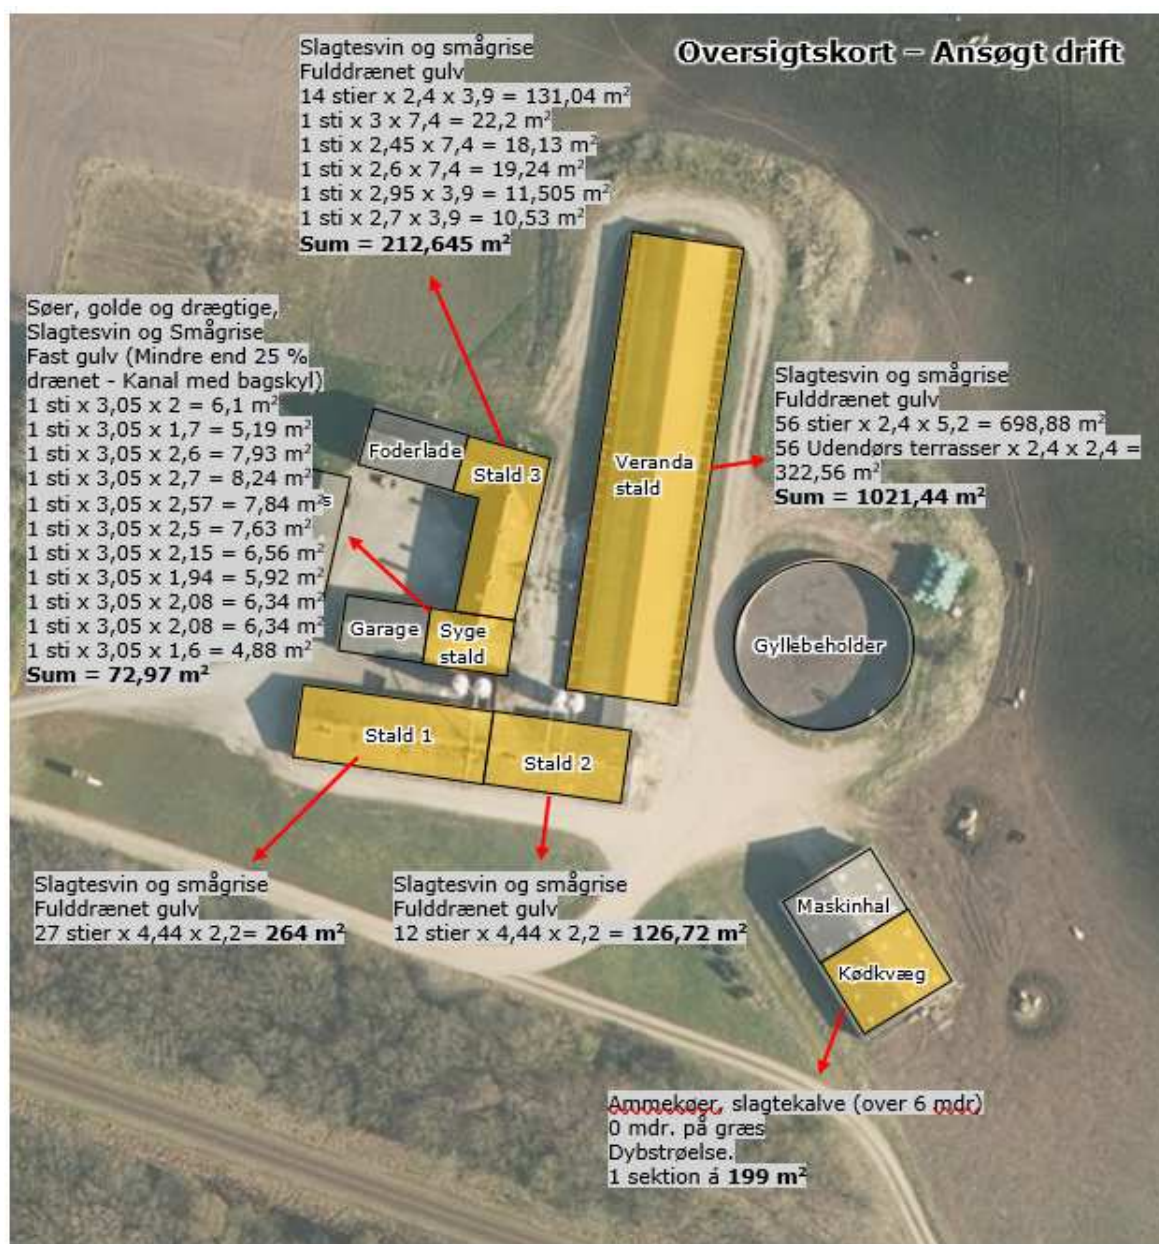 Oversigtskort – Ansøgt drift
Slagtesvin og smågrise
Fulddrænet gulv
14 stier x 2,4 x 3,9 = 131,04 m²
1 sti x 3 x 7,4 = 22,2 m²
1 sti x 2,45 x 7,4 = 18,13 m²
1 sti x 2,6 x 7,4 = 19,24 m²
1 sti x 2,95 x 3,9 = 11,505 m²
1 sti x 2,7 x 3,9 = 10,53 m²
Sum = 212,645 m²
Søer, golde og drægtige,
Slagtesvin og Smågrise
Fast gulv (Mindre end 25 %
drænet - Kanal med bagskyl)
1 sti x 3,05 x 2 = 6,1 m²
1 sti x 3,05 x 1,7 = 5,19 m²
1 sti x 3,05 x 2,6 = 7,93 m²
1 sti x 3,05 x 2,7 = 8,24 m²
1 sti x 3,05 x 2,57 = 7,84 m²
1 sti x 3,05 x 2,5 = 7,63 m²
1 sti x 3,05 x 2,15 = 6,56 m²
1 sti x 3,05 x 1,94 = 5,92 m²
1 sti x 3,05 x 2,08 = 6,34 m²
1 sti x 3,05 x 2,08 = 6,34 m²
1 sti x 3,05 x 1,6 = 4,88 m²
Sum = 72,97 m²
Slagtesvin og smågrise
Fulddrænet gulv
56 stier x 2,4 x 5,2 = 698,88 m²
56 Udendørs terrasser x 2,4 x 2,4 =
322,56 m²
Sum = 1021,44 m²
Foderlade
Stald 3
Veranda
stald
s
Garage
Syge
stald
Gyllebeholder
Stald 1
Stald 2
Slagtesvin og smågrise
Fulddrænet gulv
27 stier x 4,44 x 2,2= 264 m²
Slagtesvin og smågrise
Fulddrænet gulv
12 stier x 4,44 x 2,2 = 126,72 m²
Maskinhal
Kødkvæg
Ammekøer, slagtekalve (over 6 mdr)
0 mdr. på græs
Dybstrøelse.
1 sektion á 199 m²